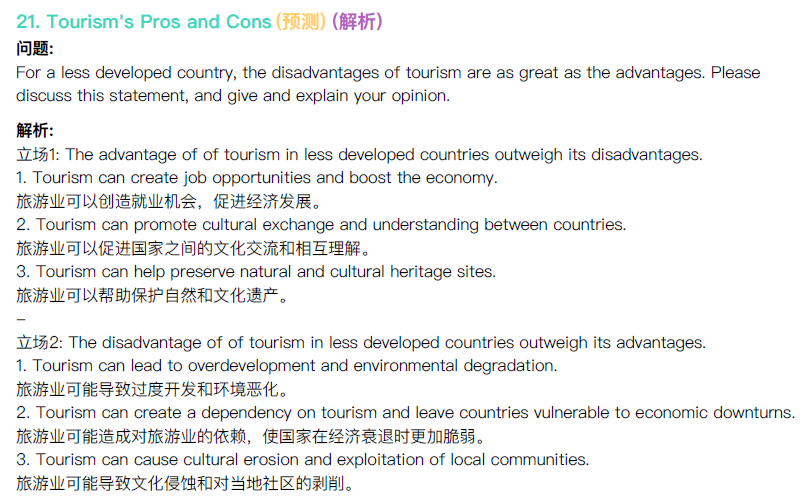 21. Tourism's Pros and Cons (预测) (解析)
问题:
For a less developed country, the disadvantages of tourism are as great as the advantages. Please
discuss this statement, and give and explain your opinion.
解析:
立场1: The advantage of of tourism in less developed countries outweigh its disadvantages.
1. Tourism can create job opportunities and boost the economy.
旅游业可以创造就业机会，促进经济发展。
2. Tourism can promote cultural exchange and understanding between countries.
旅游业可以促进国家之间的文化交流和相互理解。
3. Tourism can help preserve natural and cultural heritage sites.
旅游业可以帮助保护自然和文化遗产。
–
立场2: The disadvantage of of tourism in less developed countries outweigh its advantages.
1. Tourism can lead to overdevelopment and environmental degradation.
旅游业可能导致过度开发和环境恶化。
2. Tourism can create a dependency on tourism and leave countries vulnerable to economic downturns.
旅游业可能造成对旅游业的依赖，使国家在经济衰退时更加脆弱。
3. Tourism can cause cultural erosion and exploitation of local communities.
旅游业可能导致文化侵蚀和对当地社区的剥削。